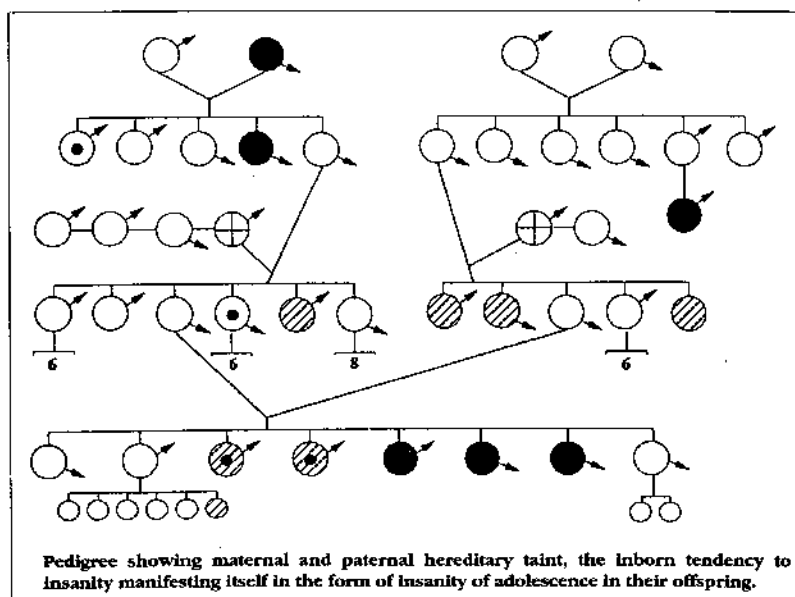 6 6 8 6
Pedigree showing maternal and paternal hereditary taint, the inborn tendency to
insanity manifesting itself in the form of insanity of adolescence in their offspring.